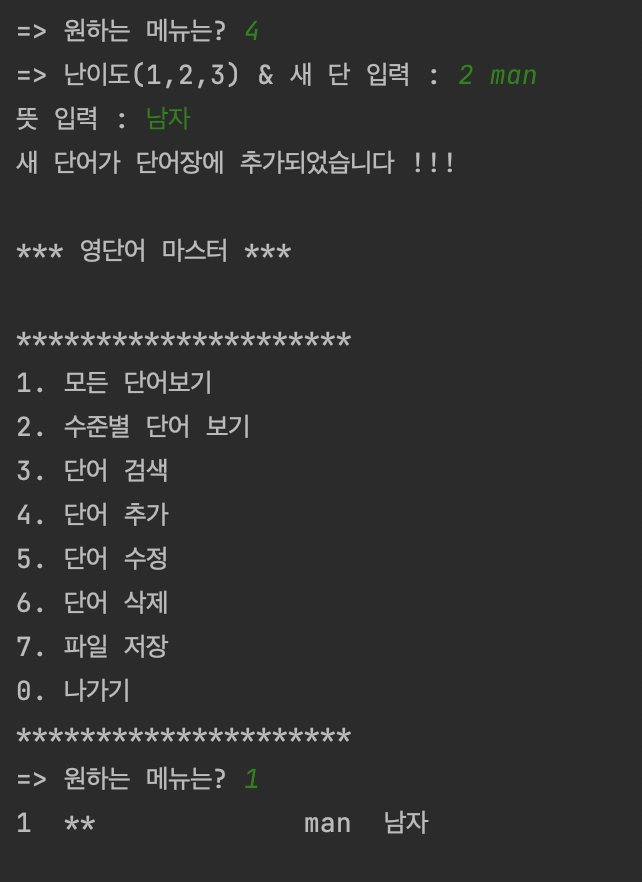 => 원하는 메뉴는? 4
=> 난이도(1,2,3) & 새 단 입력 : 2 man
뜻 입력 : 남자
새 단어가 단어장에 추가되었습니다 !!!
*** 영단어 마스터 ***
*********************
1. 모든 단어보기
2. 수준별 단어 보기
3. 단어 검색
4. 단어 추가
5. 단어 수정
6. 단어 삭제
7. 파일 저장
0. 나가기
*********************
=> 원하는 메뉴는? 1
1  **             man  남자